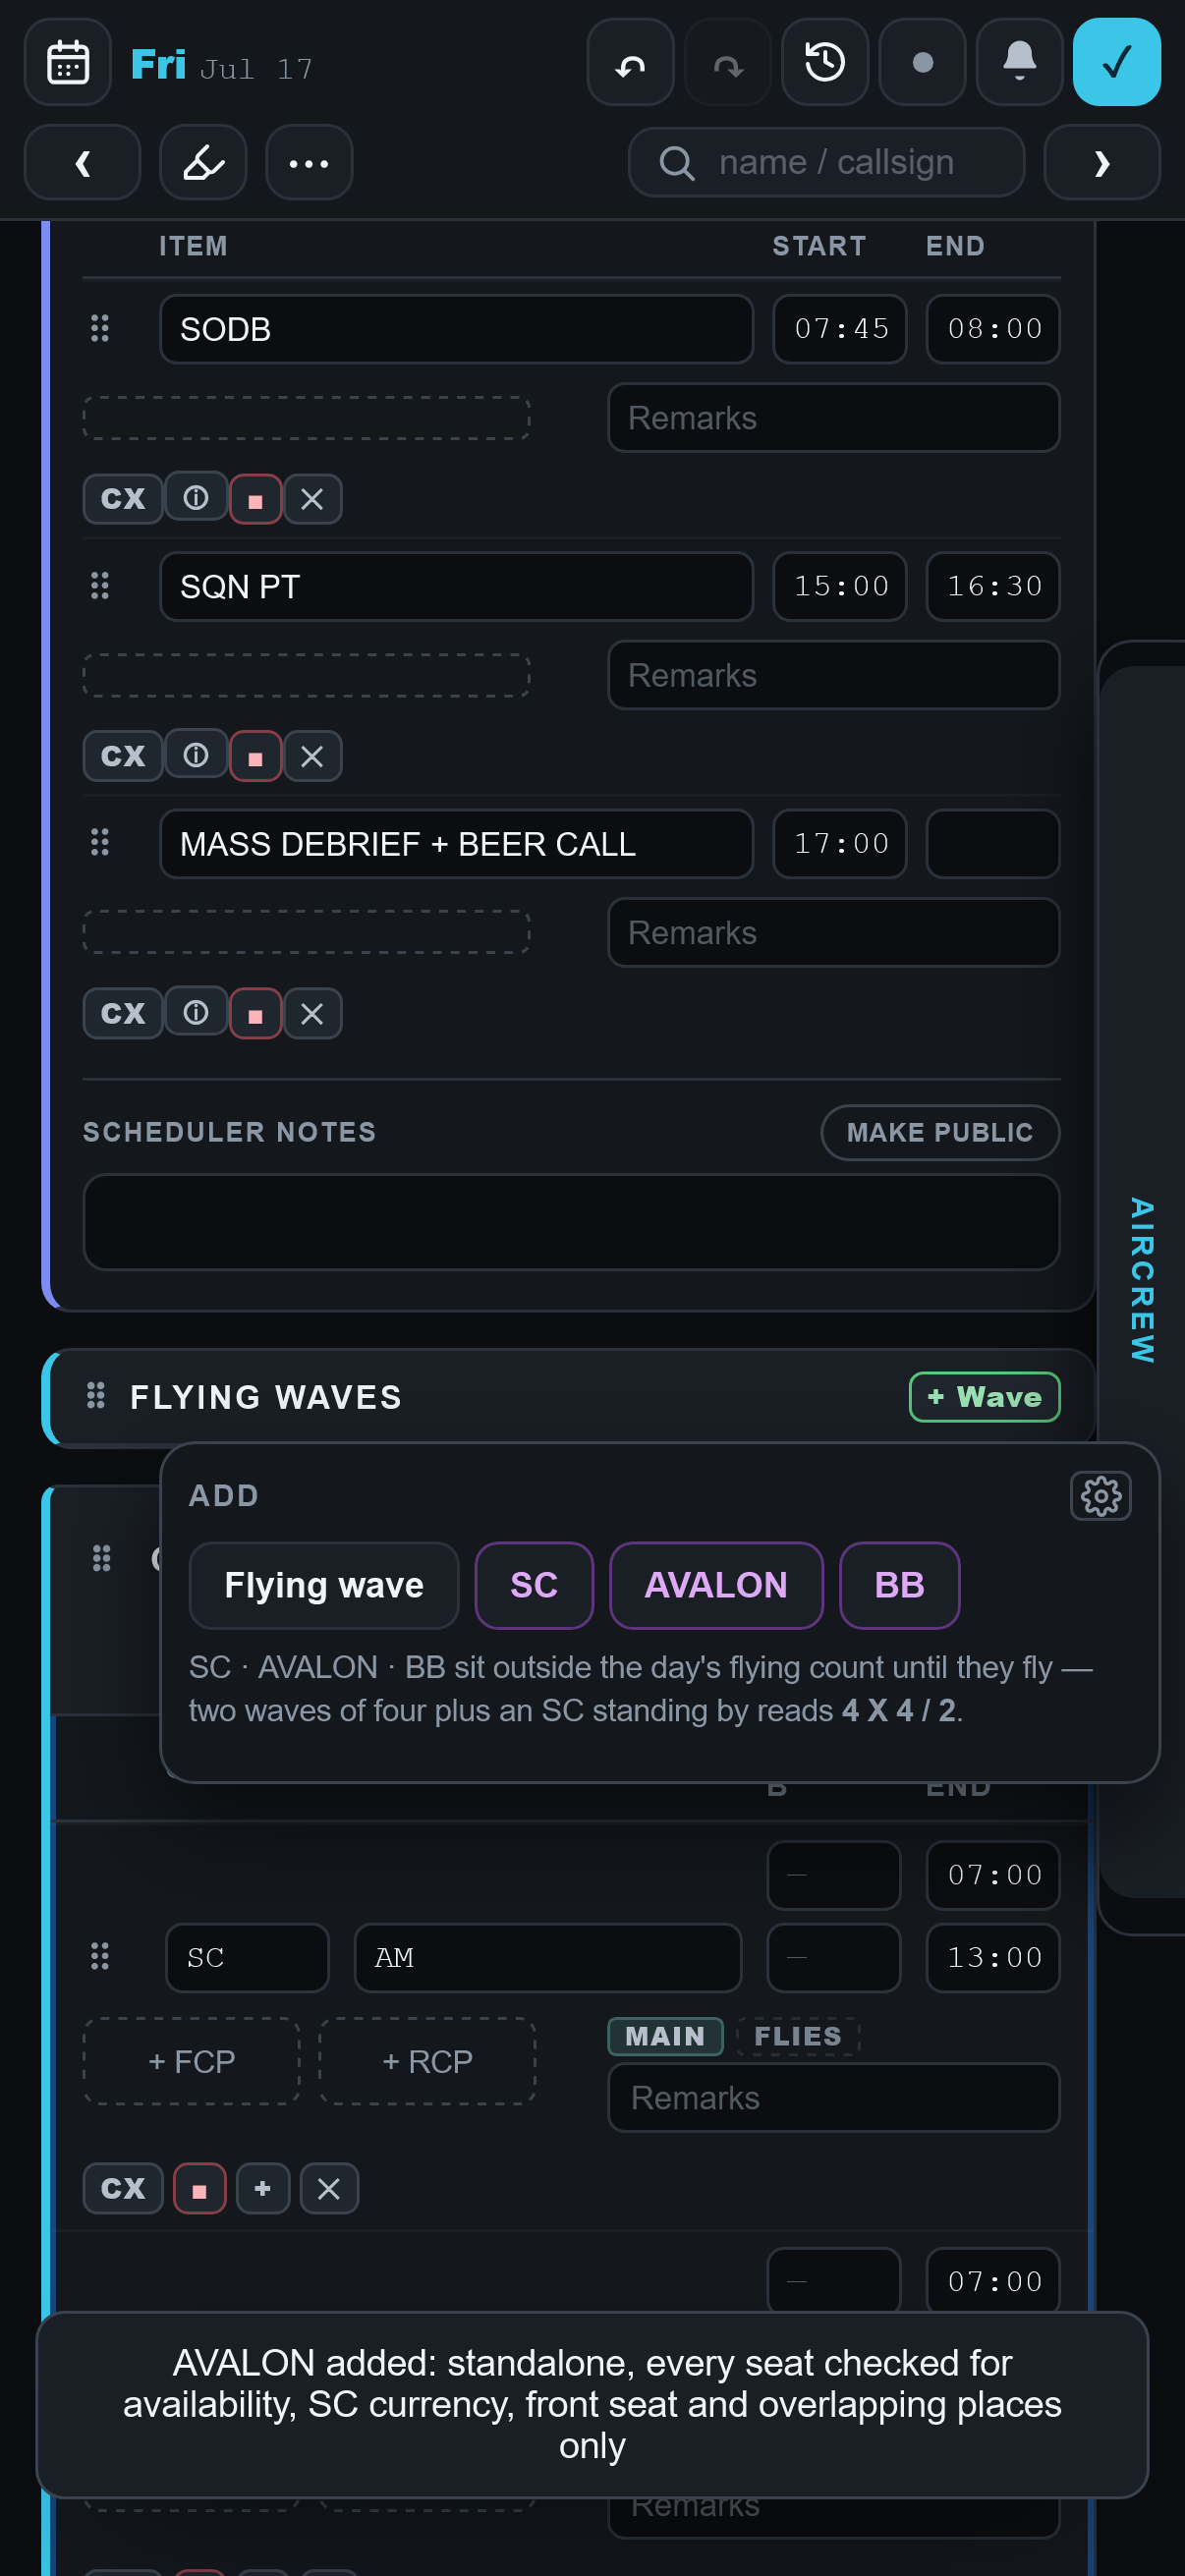 Fri Jul 17
name / callsign
ITEM START END
SODB 07:45 08:00
Remarks
CX
SQN PT 15:00 16:30
Remarks
CX
MASS DEBRIEF + BEER CALL 17:00
Remarks
CX
SCHEDULER NOTES MAKE PUBLIC
AIRCREW
FLYING WAVES + Wave
ADD
Flying wave SC AVALON BB
SC · AVALON · BB sit outside the day's flying count until they fly —
two waves of four plus an SC standing by reads 4 X 4 / 2.
B END
— 07:00
SC AM — 13:00
+ FCP + RCP MAIN FLIES
Remarks
CX + 
— 07:00
AVALON added: standalone, every seat checked for
availability, SC currency, front seat and overlapping places
only
Remarks